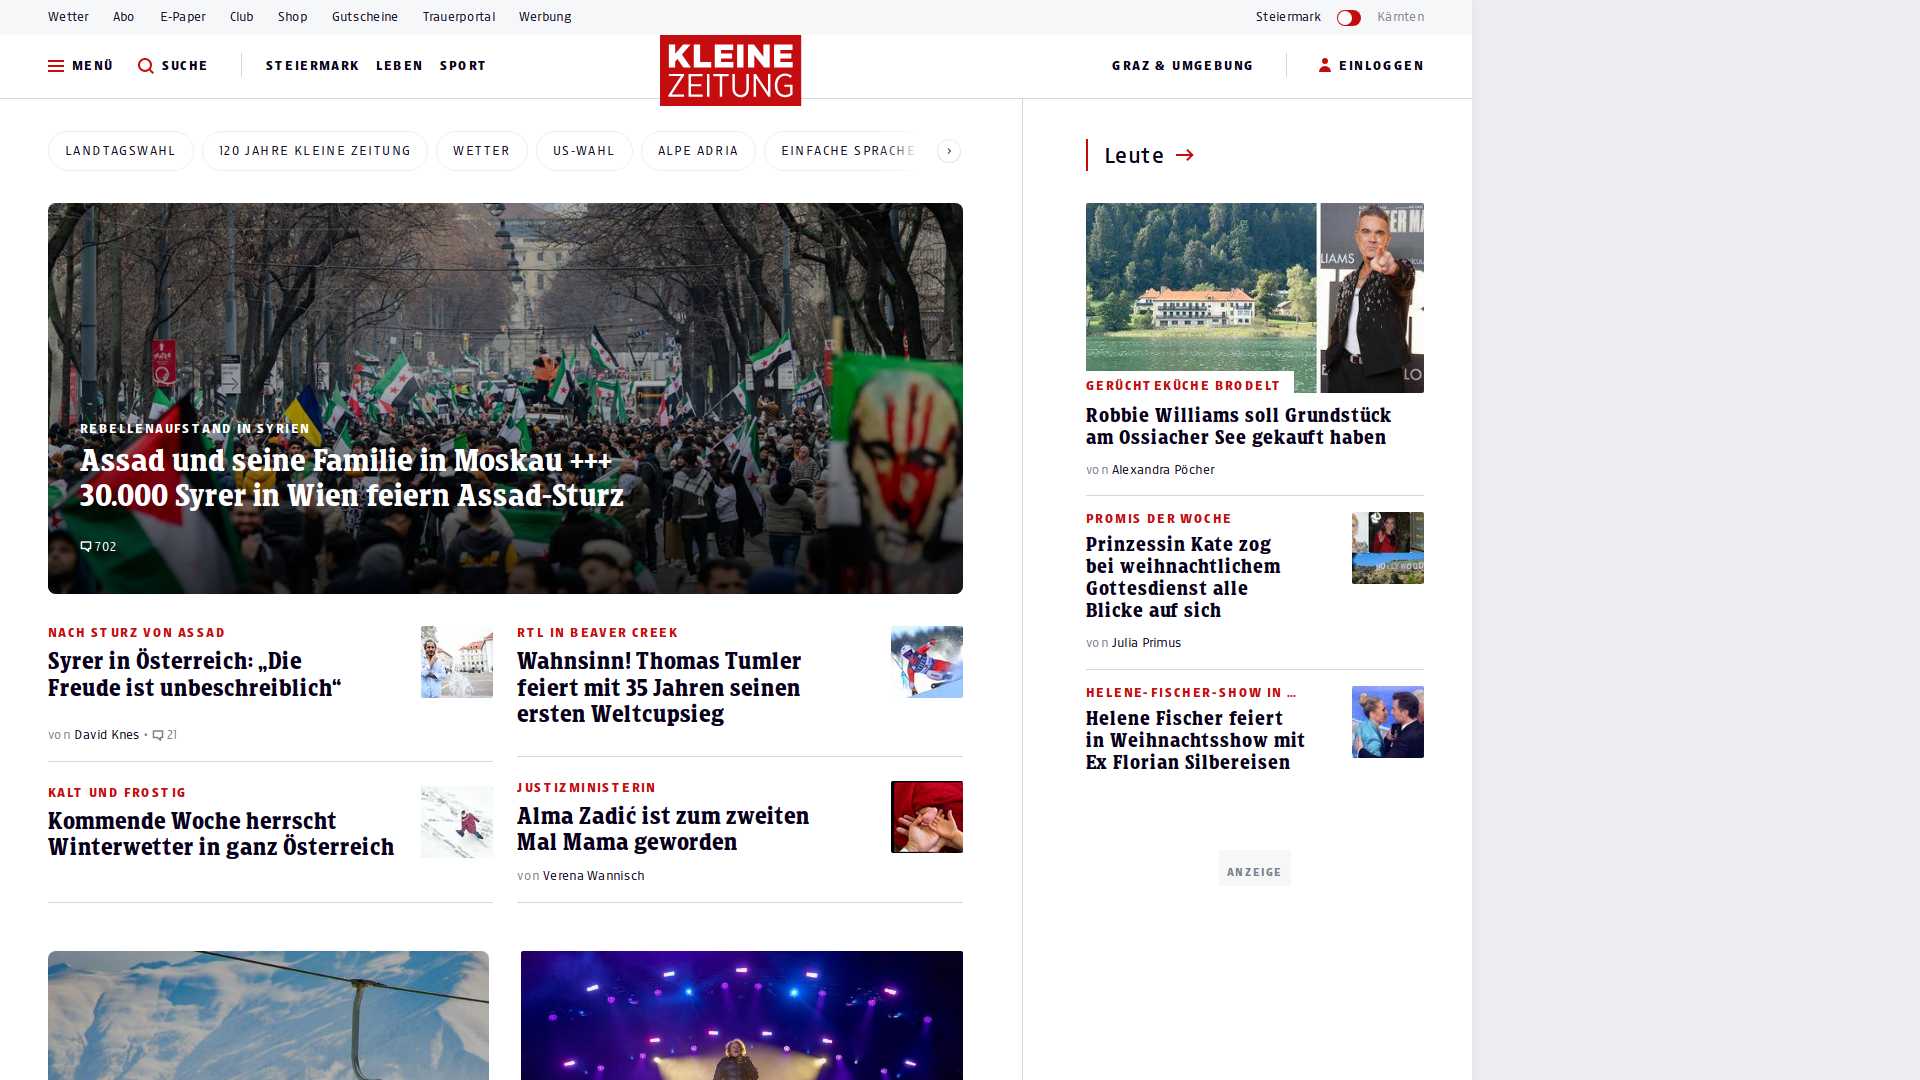 Wetter Abo E-Paper Club Shop Gutscheine Trauerportal Werbung
Steiermark Kärnten
MENÜ SUCHE STEIERMARK LEBEN SPORT
KLEINE
ZEITUNG
GRAZ & UMGEBUNG EINLOGGEN
LANDTAGSWAHL 120 JAHRE KLEINE ZEITUNG WETTER US-WAHL ALPE ADRIA EINFACHE SPRACHE
REBELLENAUFSTAND IN SYRIEN
Assad und seine Familie in Moskau +++
30.000 Syrer in Wien feiern Assad-Sturz
702
NACH STURZ VON ASSAD
Syrer in Österreich: „Die
Freude ist unbeschreiblich“
von David Knes • 21
RTL IN BEAVER CREEK
Wahnsinn! Thomas Tumler
feiert mit 35 Jahren seinen
ersten Weltcupsieg
KALT UND FROSTIG
Kommende Woche herrscht
Winterwetter in ganz Österreich
JUSTIZMINISTERIN
Alma Zadić ist zum zweiten
Mal Mama geworden
von Verena Wannisch
Leute
LIAMS
LO
GERÜCHTEKÜCHE BRODELT
Robbie Williams soll Grundstück
am Ossiacher See gekauft haben
von Alexandra Pöcher
PROMIS DER WOCHE
Prinzessin Kate zog
bei weihnachtlichem
Gottesdienst alle
Blicke auf sich
von Julia Primus
HOLLYWOOD
HELENE-FISCHER-SHOW IN ...
Helene Fischer feiert
in Weihnachtsshow mit
Ex Florian Silbereisen
ANZEIGE